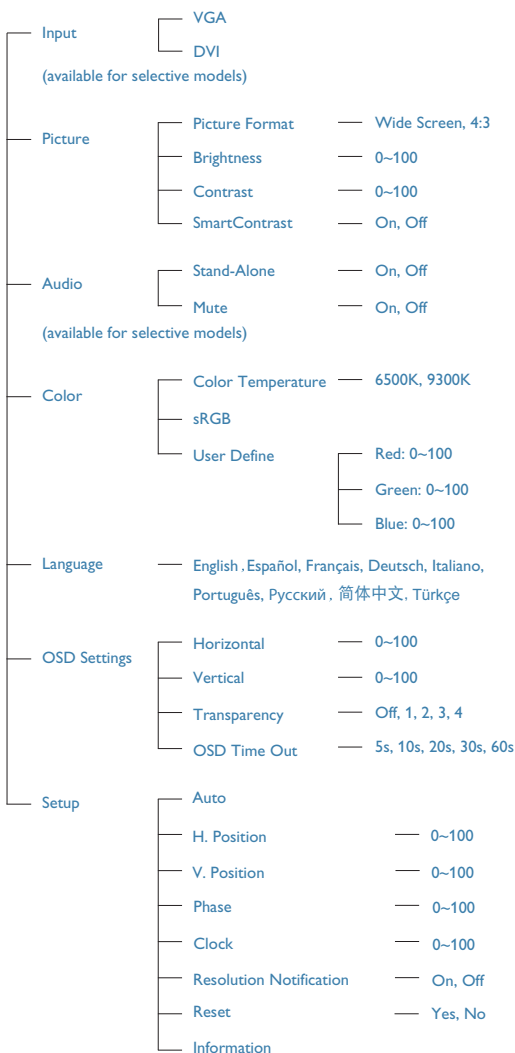 Input
VGA
DVI
(available for selective models)
Picture
Picture Format Wide Screen, 4:3
Brightness 0~100
Contrast 0~100
SmartContrast On, Off
Audio
Stand-Alone On, Off
Mute On, Off
(available for selective models)
Color
Color Temperature 6500K, 9300K
sRGB
User Define Red: 0~100
Green: 0~100
Blue: 0~100
Language English, Español, Français, Deutsch, Italiano,
Português, Русский, 简体中文, Türkçe
OSD Settings
Horizontal 0~100
Vertical 0~100
Transparency Off, 1, 2, 3, 4
OSD Time Out 5s, 10s, 20s, 30s, 60s
Setup
Auto
H. Position 0~100
V. Position 0~100
Phase 0~100
Clock 0~100
Resolution Notification On, Off
Reset Yes, No
Information